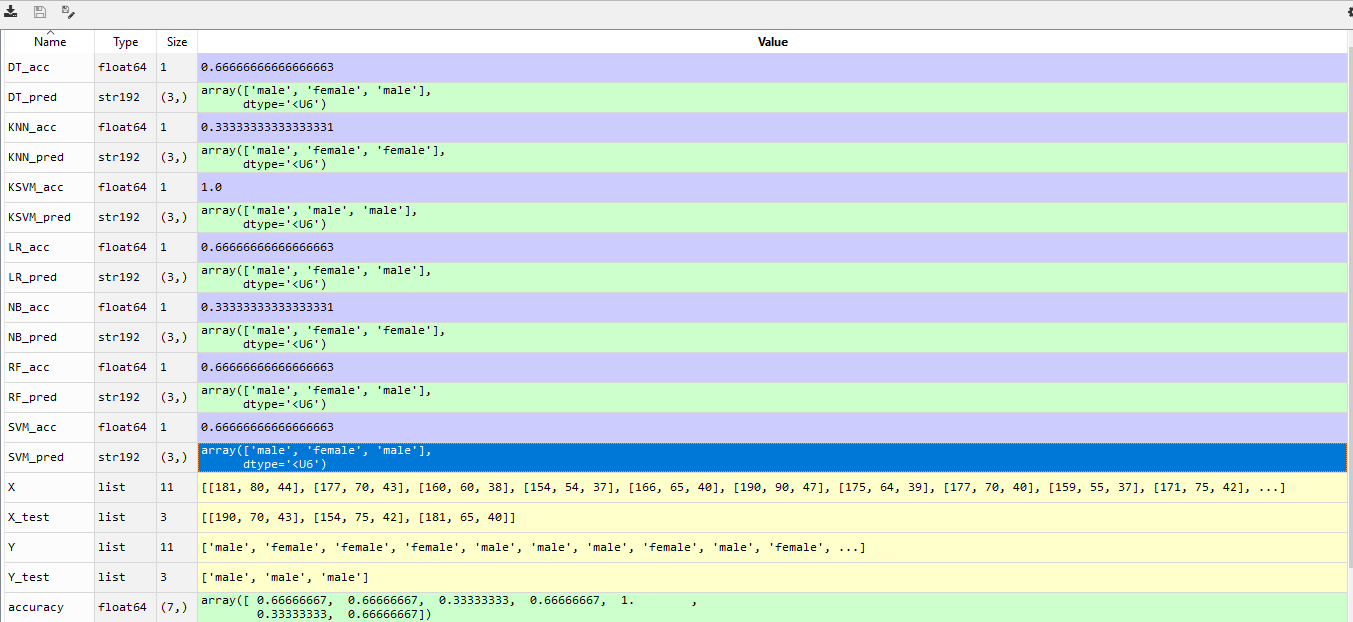 Name Type Size Value
DT_acc float64 1 0.66666666666666663
DT_pred str192 (3,) array(['male', 'female', 'male'],
dtype='<U6')
KNN_acc float64 1 0.33333333333333331
KNN_pred str192 (3,) array(['male', 'female', 'female'],
dtype='<U6')
KSVM_acc float64 1 1.0
KSVM_pred str192 (3,) array(['male', 'male', 'male'],
dtype='<U6')
LR_acc float64 1 0.66666666666666663
LR_pred str192 (3,) array(['male', 'female', 'male'],
dtype='<U6')
NB_acc float64 1 0.33333333333333331
NB_pred str192 (3,) array(['male', 'female', 'female'],
dtype='<U6')
RF_acc float64 1 0.66666666666666663
RF_pred str192 (3,) array(['male', 'female', 'male'],
dtype='<U6')
SVM_acc float64 1 0.66666666666666663
SVM_pred str192 (3,) array(['male', 'female', 'male'],
dtype='<U6')
X list 11 [[181, 80, 44], [177, 70, 43], [160, 60, 38], [154, 54, 37], [166, 65, 40], [190, 90, 47], [175, 64, 39], [177, 70, 40], [159, 55, 37], [171, 75, 42], ...]
X_test list 3 [[190, 70, 43], [154, 75, 42], [181, 65, 40]]
Y list 11 ['male', 'female', 'female', 'female', 'male', 'male', 'male', 'female', 'male', 'female', ...]
Y_test list 3 ['male', 'male', 'male']
accuracy float64 (7,) array([ 0.66666667, 0.66666667, 0.33333333, 0.66666667, 1. ,
0.33333333, 0.66666667])